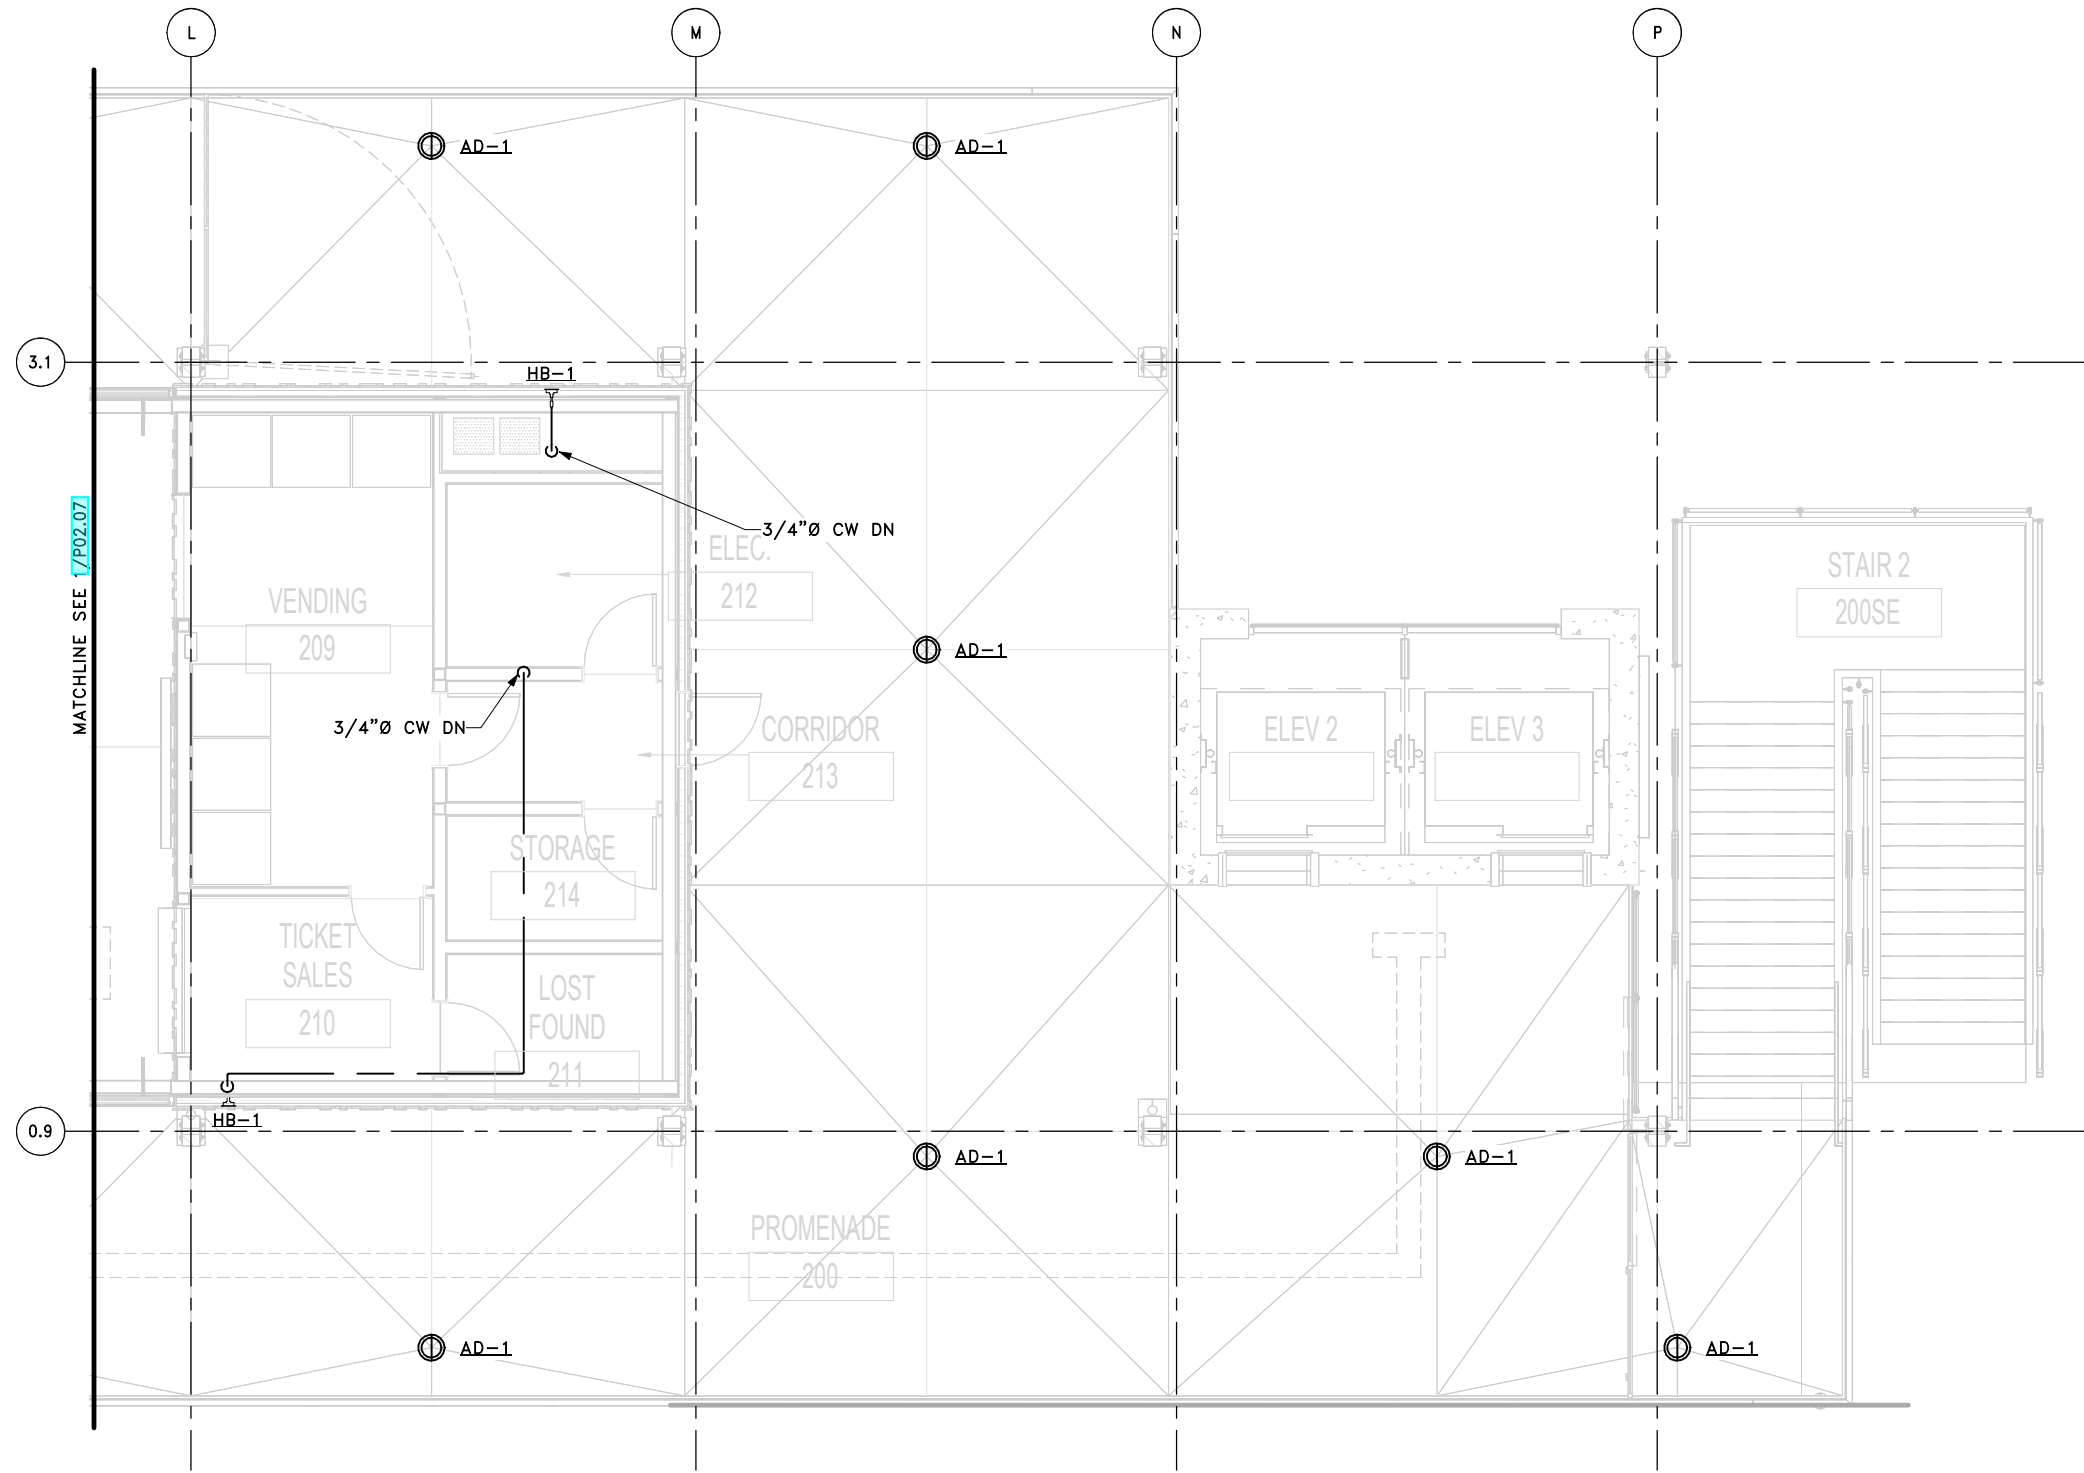 L
M
N
P
AD-1
AD-1
3.1
HB-1
3/4"Ø CW DN
ELEC.
212
STAIR 2
200SE
VENDING
209
MATCHLINE SEE 1/P02.07
AD-1
3/4"Ø CW DN
CORRIDOR
213
ELEV 2
ELEV 3
STORAGE
214
TICKET
SALES
210
LOST
FOUND
211
HB-1
0.9
AD-1
AD-1
PROMENADE
200
AD-1
AD-1